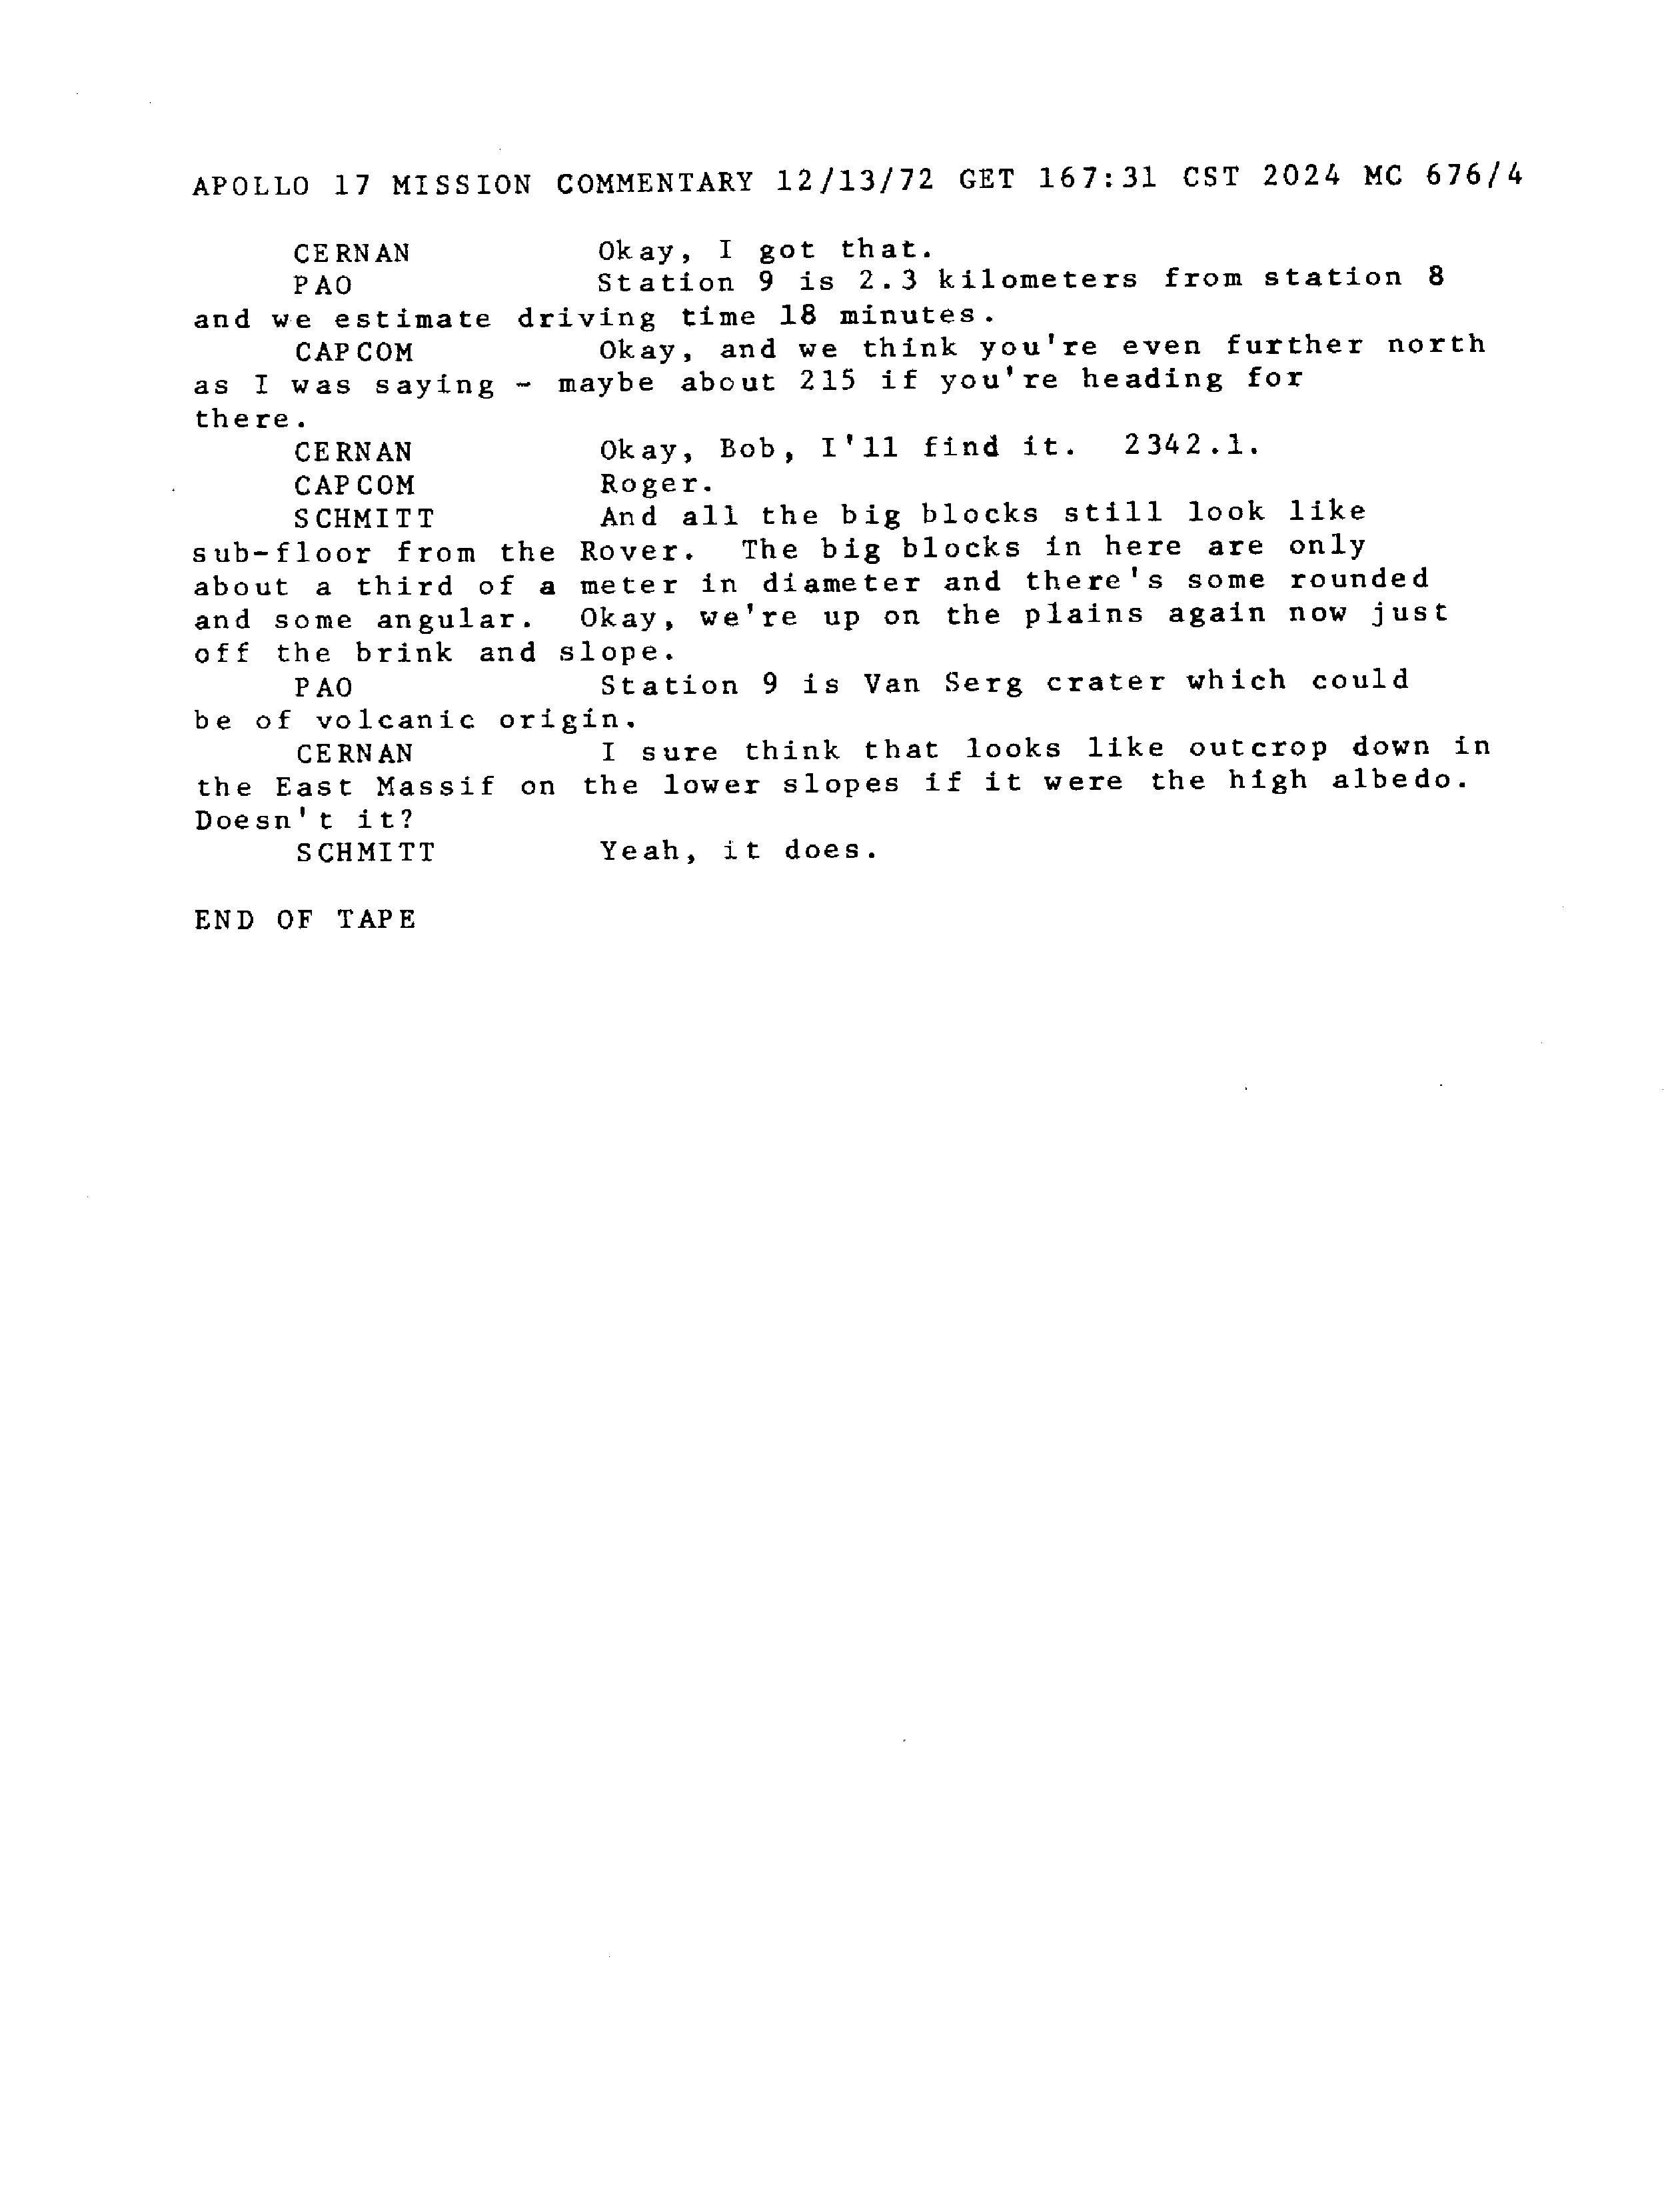 APOLLO 17 MISSION COMMENTARY 12/13/72 GET 167:31 CST 2024 MC 676/4
CERNAN Okay, I got that.
PAO Station 9 is 2.3 kilometers from station 8
and we estimate driving time 18 minutes.
CAPCOM Okay, and we think you're even further north
as I was saying - maybe about 215 if you're heading for
there.
CERNAN Okay, Bob, I'll find it. 2342.1.
CAPCOM Roger.
SCHMITT And all the big blocks still look like
sub-floor from the Rover. The big blocks in here are only
about a third of a meter in diameter and there's some rounded
and some angular. Okay, we're up on the plains again now just
off the brink and slope.
PAO Station 9 is Van Serg crater which could
be of volcanic origin.
CERNAN I sure think that looks like outcrop down in
the East Massif on the lower slopes if it were the high albedo.
Doesn't it?
SCHMITT Yeah, it does.
END OF TAPE